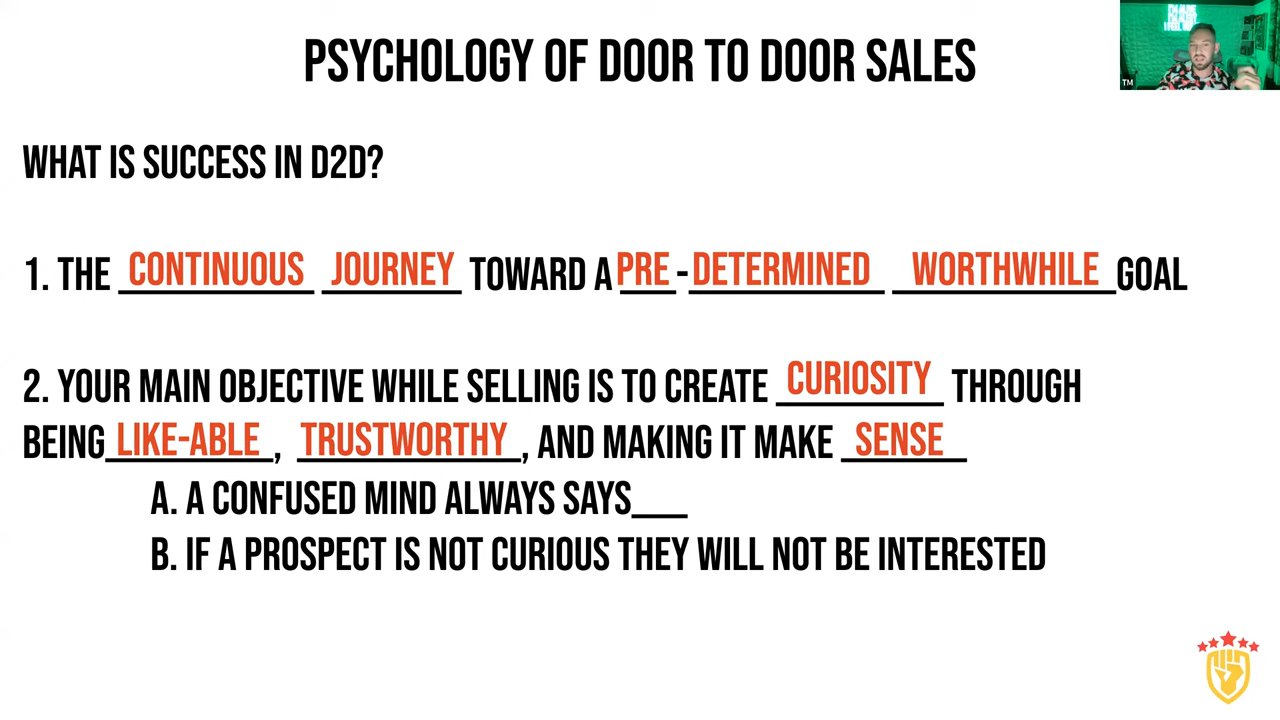 PSYCHOLOGY OF DOOR TO DOOR SALES
WHAT IS SUCCESS IN D2D?
1. THE CONTINUOUS JOURNEY TOWARD A PRE-DETERMINED WORTHWHILE GOAL
2. YOUR MAIN OBJECTIVE WHILE SELLING IS TO CREATE CURIOSITY THROUGH
BEING LIKE-ABLE, TRUSTWORTHY, AND MAKING IT MAKE SENSE
A. A CONFUSED MIND ALWAYS SAYS___
B. IF A PROSPECT IS NOT CURIOUS THEY WILL NOT BE INTERESTED
TM